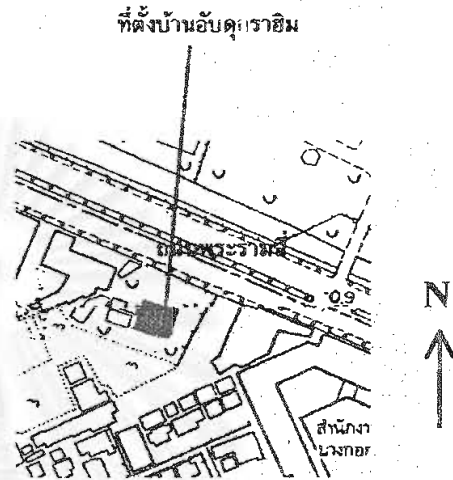 ที่ตั้งบ้านอับดุลราฮิม
ถนนพระรามสี่
0.9
N
สำนักงา
บางกอก